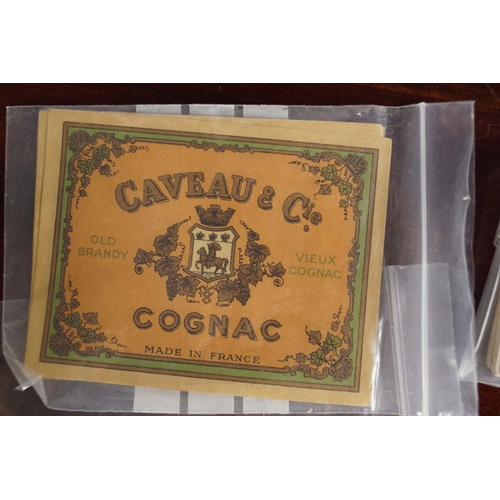 CAVEAU & Cie
OLD
BRANDY
VIEUX
COGNAC
COGNAC
MADE IN FRANCE